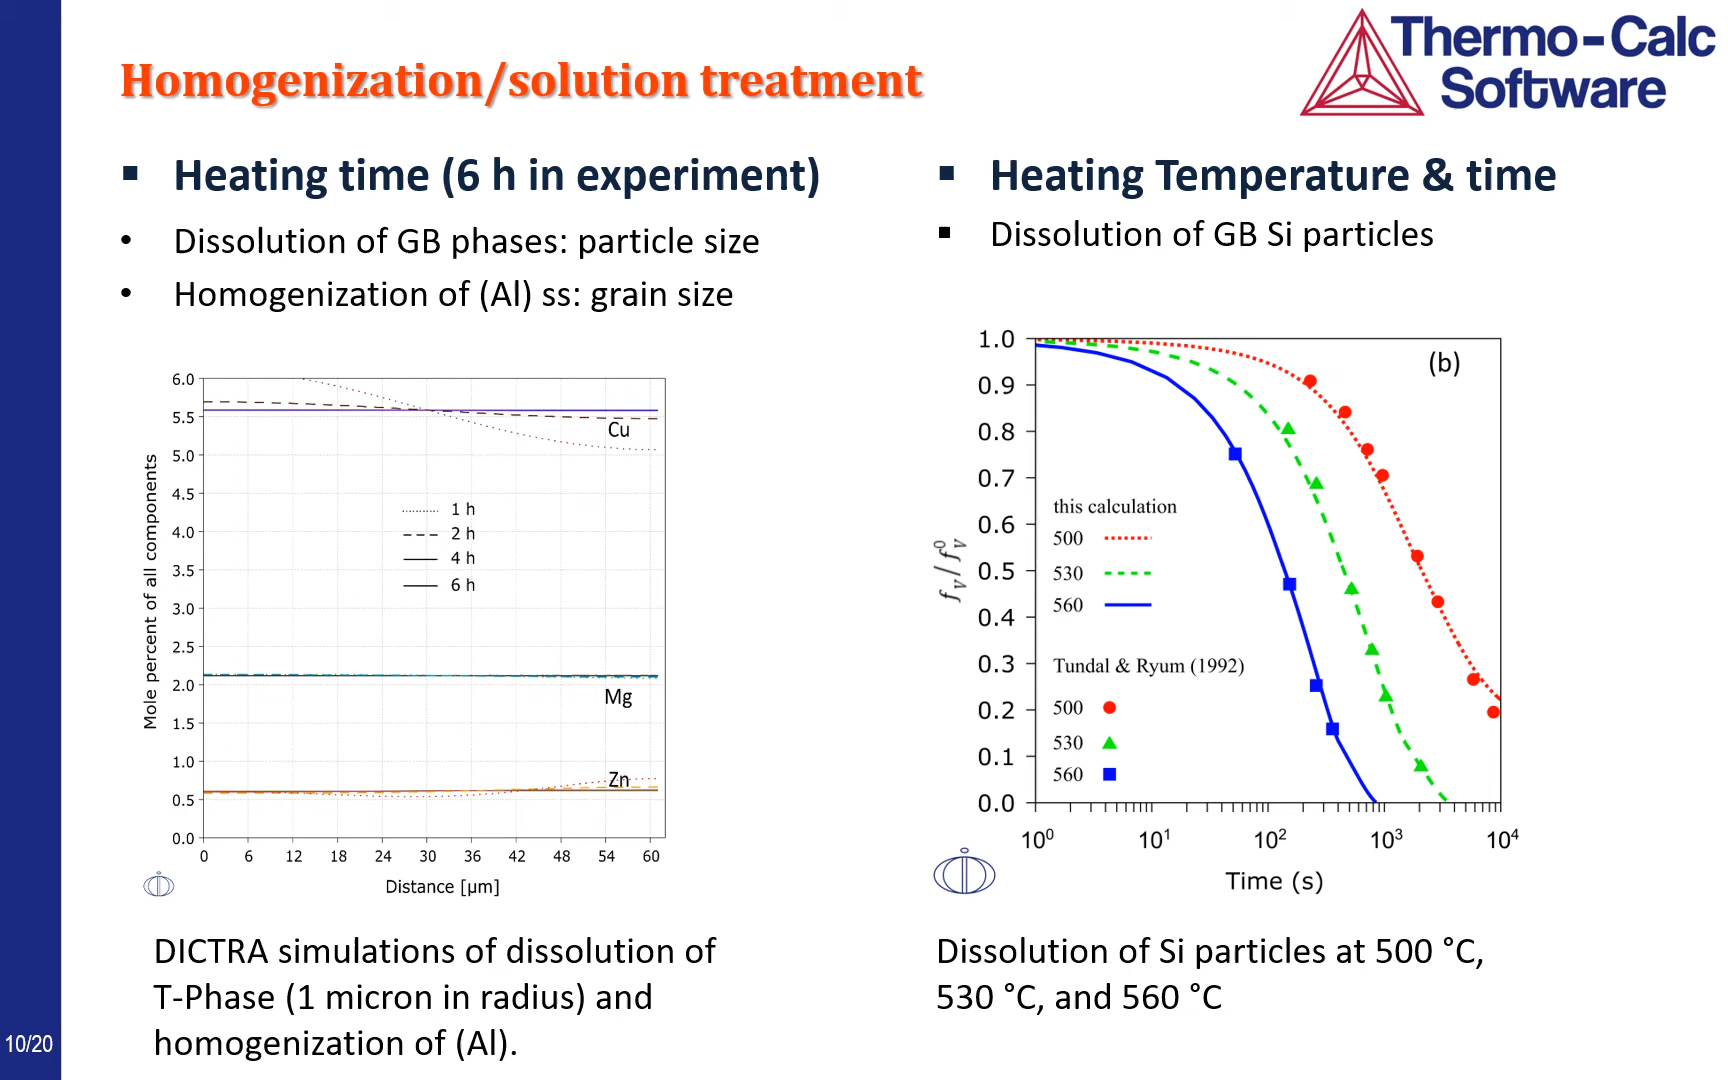 Thermo-Calc
Software
Homogenization/solution treatment
▪ Heating time (6 h in experiment)
• Dissolution of GB phases: particle size
• Homogenization of (Al) ss: grain size
6.0
5.5
5.0
4.5
4.0
3.5
3.0
2.5
2.0
1.5
1.0
0.5
0.0
Mole percent of all components
Cu
1 h
2 h
4 h
6 h
Mg
Zn
0 6 12 18 24 30 36 42 48 54 60
Distance [µm]
DICTRA simulations of dissolution of
T-Phase (1 micron in radius) and
homogenization of (Al).
▪ Heating Temperature & time
▪ Dissolution of GB Si particles
1.0
0.9
0.8
0.7
0.6
0.5
0.4
0.3
0.2
0.1
0.0
f_V / f_V^0
(b)
this calculation
500
530
560
Tundal & Ryum (1992)
500
530
560
10⁰ 10¹ 10² 10³ 10⁴
Time (s)
Dissolution of Si particles at 500 °C,
530 °C, and 560 °C
10/20